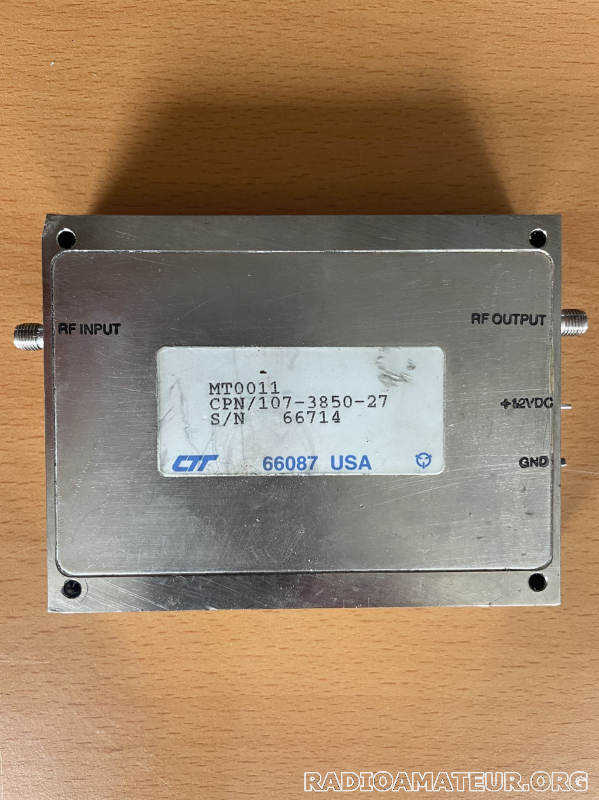 RF INPUT
RF OUTPUT
MT0011
CPN/107-3850-27
S/N 66714
+12VDC
CTT 66087 USA
GND
RADIOAMATEUR.ORG